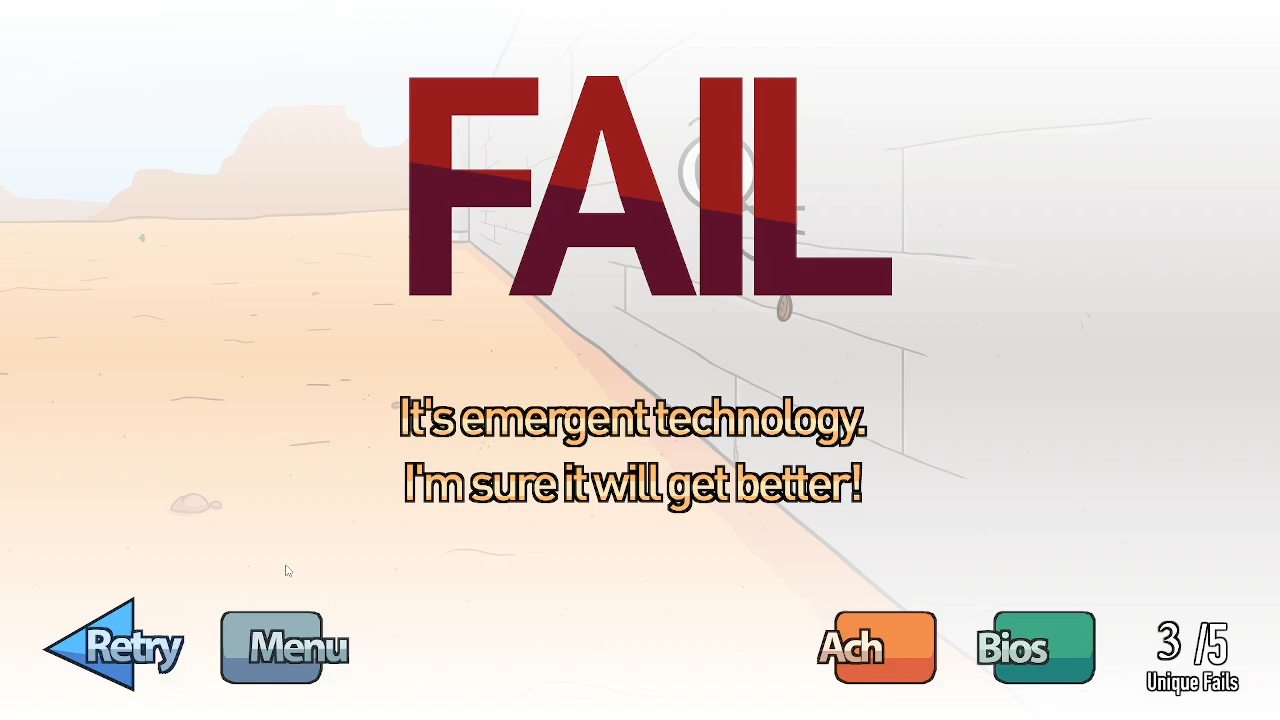 FAIL
It's emergent technology.
I'm sure it will get better!
Retry
Menu
Ach
Bios
3 /5
Unique Fails